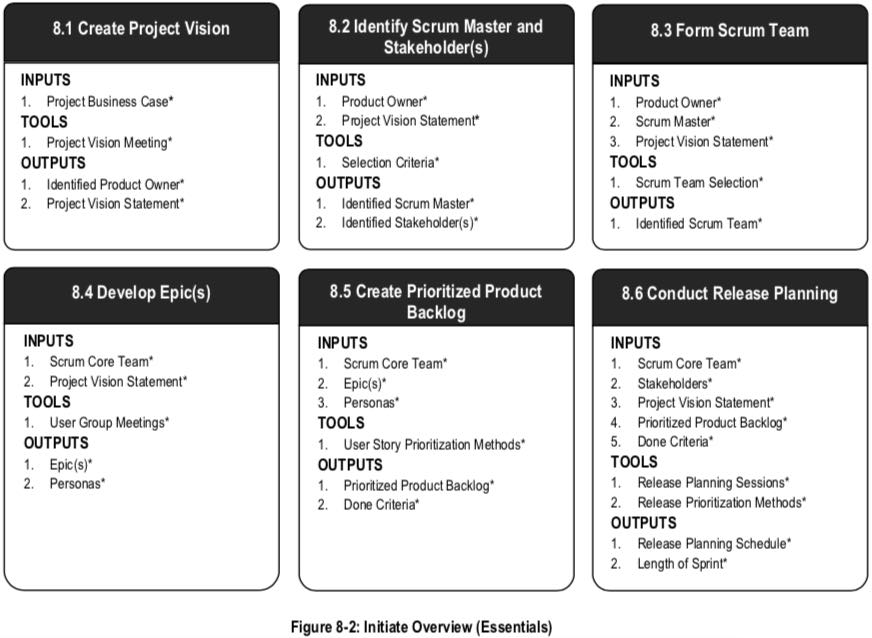 8.1 Create Project Vision
INPUTS
1. Project Business Case*
TOOLS
1. Project Vision Meeting*
OUTPUTS
1. Identified Product Owner*
2. Project Vision Statement*
8.2 Identify Scrum Master and
Stakeholder(s)
INPUTS
1. Product Owner*
2. Project Vision Statement*
TOOLS
1. Selection Criteria*
OUTPUTS
1. Identified Scrum Master*
2. Identified Stakeholder(s)*
8.3 Form Scrum Team
INPUTS
1. Product Owner*
2. Scrum Master*
3. Project Vision Statement*
TOOLS
1. Scrum Team Selection*
OUTPUTS
1. Identified Scrum Team*
8.4 Develop Epic(s)
INPUTS
1. Scrum Core Team*
2. Project Vision Statement*
TOOLS
1. User Group Meetings*
OUTPUTS
1. Epic(s)*
2. Personas*
8.5 Create Prioritized Product
Backlog
INPUTS
1. Scrum Core Team*
2. Epic(s)*
3. Personas*
TOOLS
1. User Story Prioritization Methods*
OUTPUTS
1. Prioritized Product Backlog*
2. Done Criteria*
8.6 Conduct Release Planning
INPUTS
1. Scrum Core Team*
2. Stakeholders*
3. Project Vision Statement*
4. Prioritized Product Backlog*
5. Done Criteria*
TOOLS
1. Release Planning Sessions*
2. Release Prioritization Methods*
OUTPUTS
1. Release Planning Schedule*
2. Length of Sprint*
Figure 8-2: Initiate Overview (Essentials)